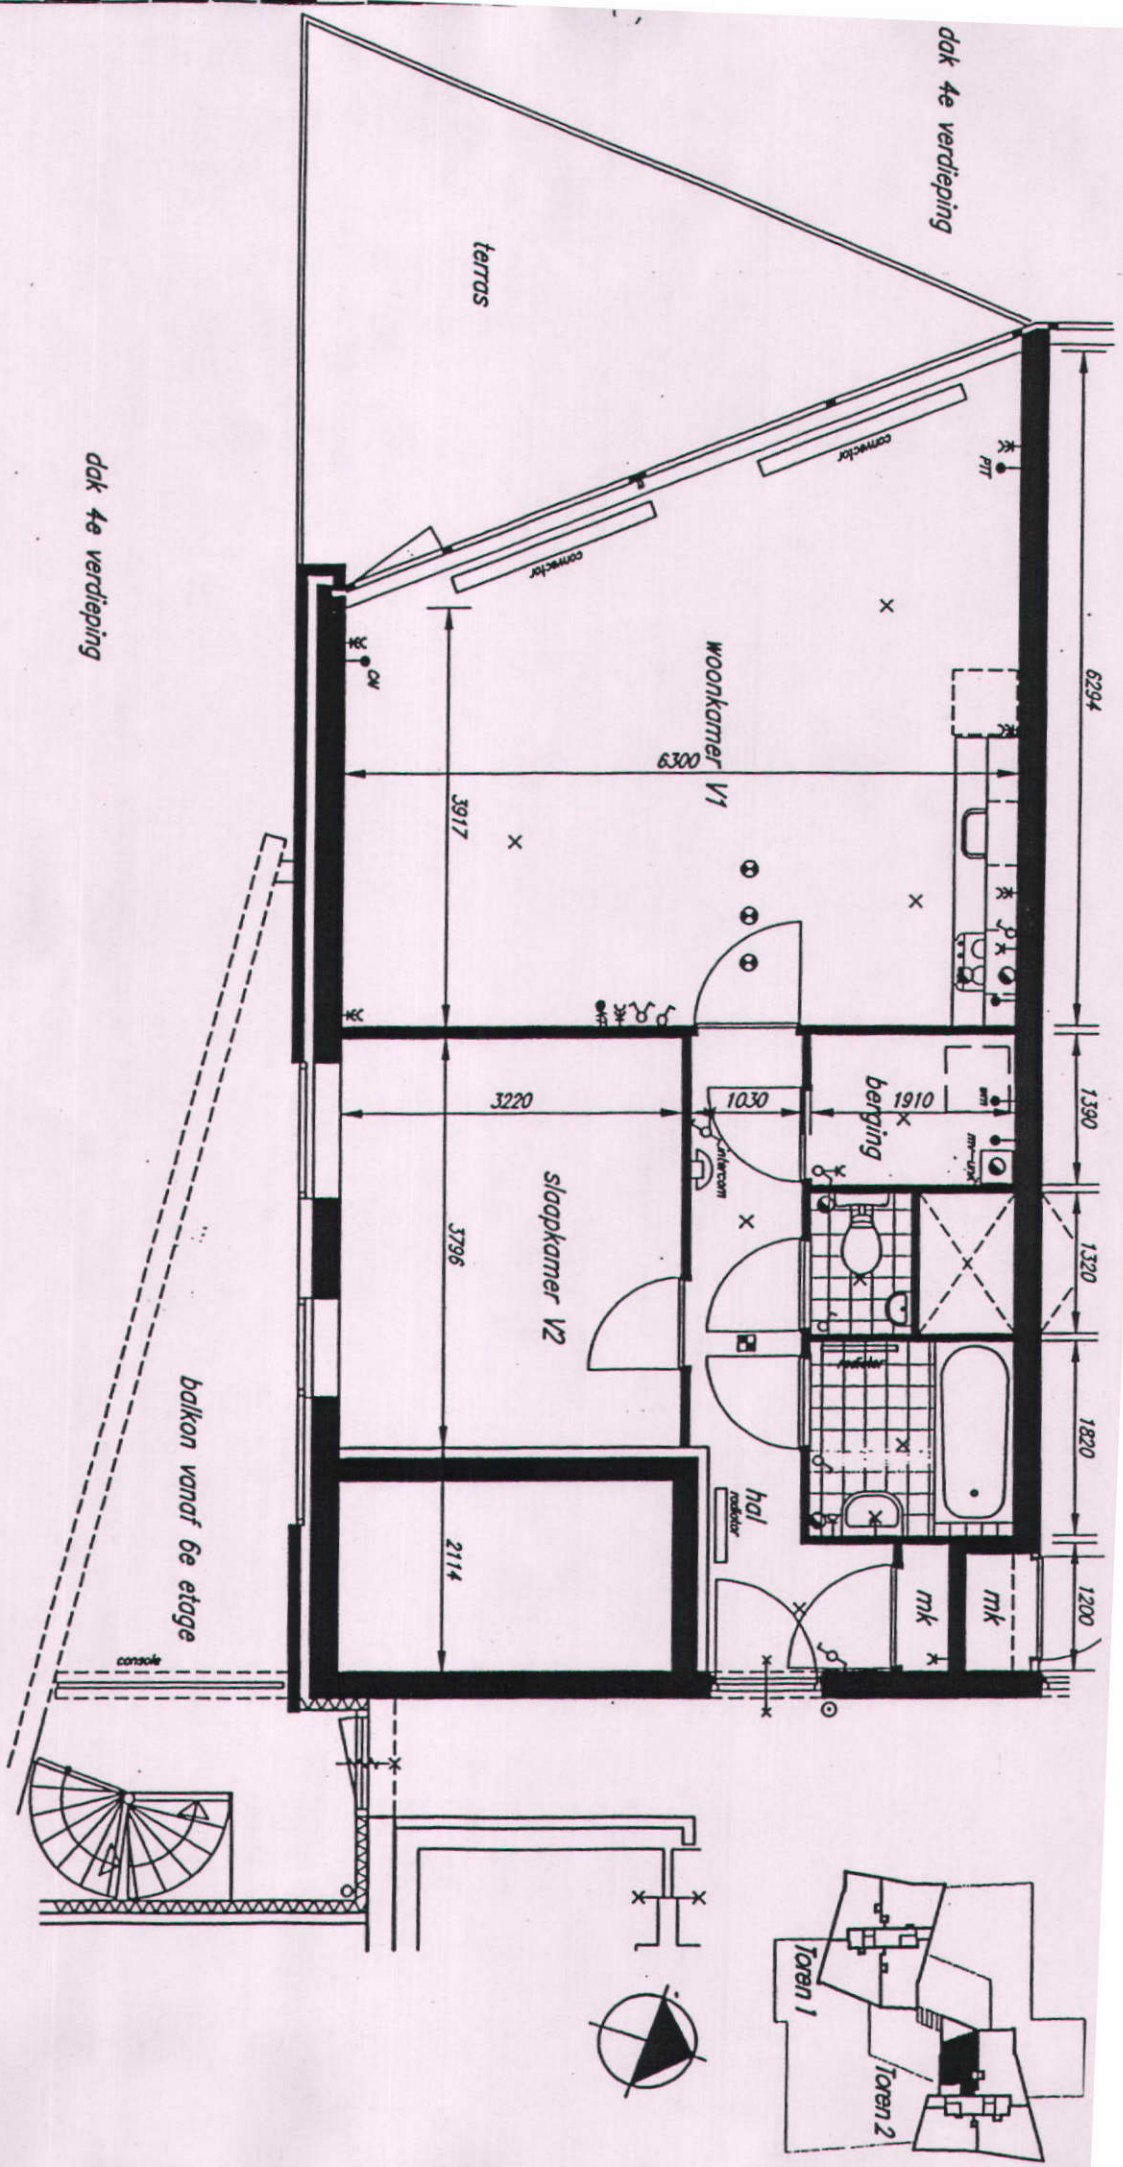 dak 4e verdieping
terras
dak 4e verdieping
convector
convector
PTT
CAI
woonkamer V1
6294
6300
3917
1390
1320
1820
1200
berging
1910
1030
3220
wm
intercom
slaapkamer V2
3796
radiator
hal
radiator
2114
mk
mk
balkon vanaf 6e etage
console
Toren 1
Toren 2